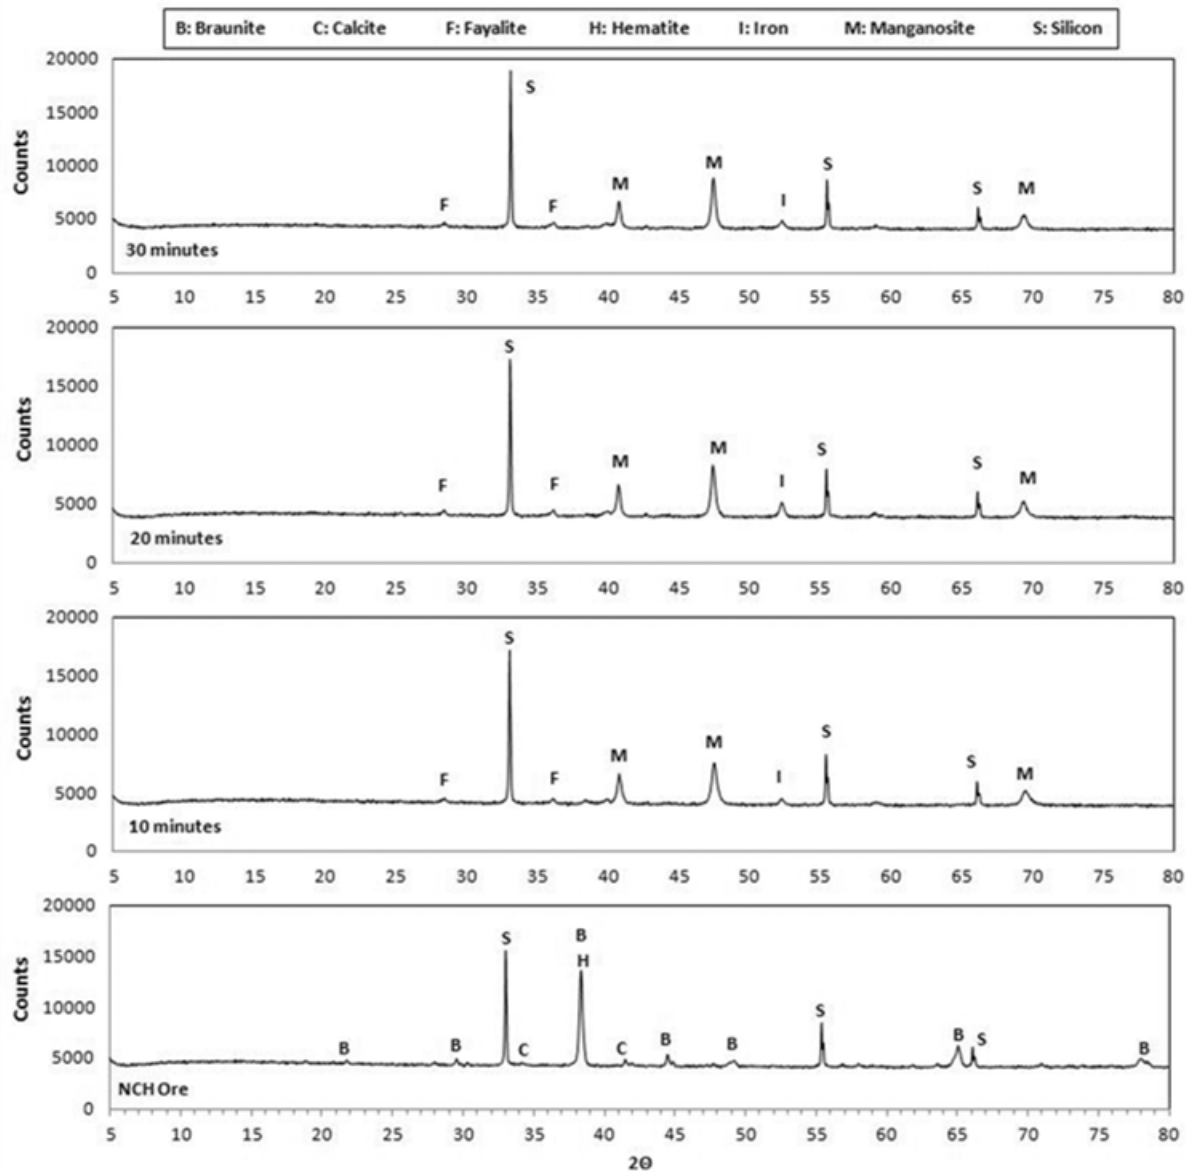 B: Braunite C: Calcite F: Fayalite H: Hematite I: Iron M: Manganosite S: Silicon
20000
15000
10000
5000
0
Counts
F S F M M I S S M
30 minutes
5 10 15 20 25 30 35 40 45 50 55 60 65 70 75 80
20000
15000
10000
5000
0
Counts
F S F M M I S S M
20 minutes
5 10 15 20 25 30 35 40 45 50 55 60 65 70 75 80
20000
15000
10000
5000
0
Counts
F S F M M I S S M
10 minutes
5 10 15 20 25 30 35 40 45 50 55 60 65 70 75 80
20000
15000
10000
5000
0
Counts
B B S C B H C B B S B S B
NCH Ore
5 10 15 20 25 30 35 40 45 50 55 60 65 70 75 80
2Θ